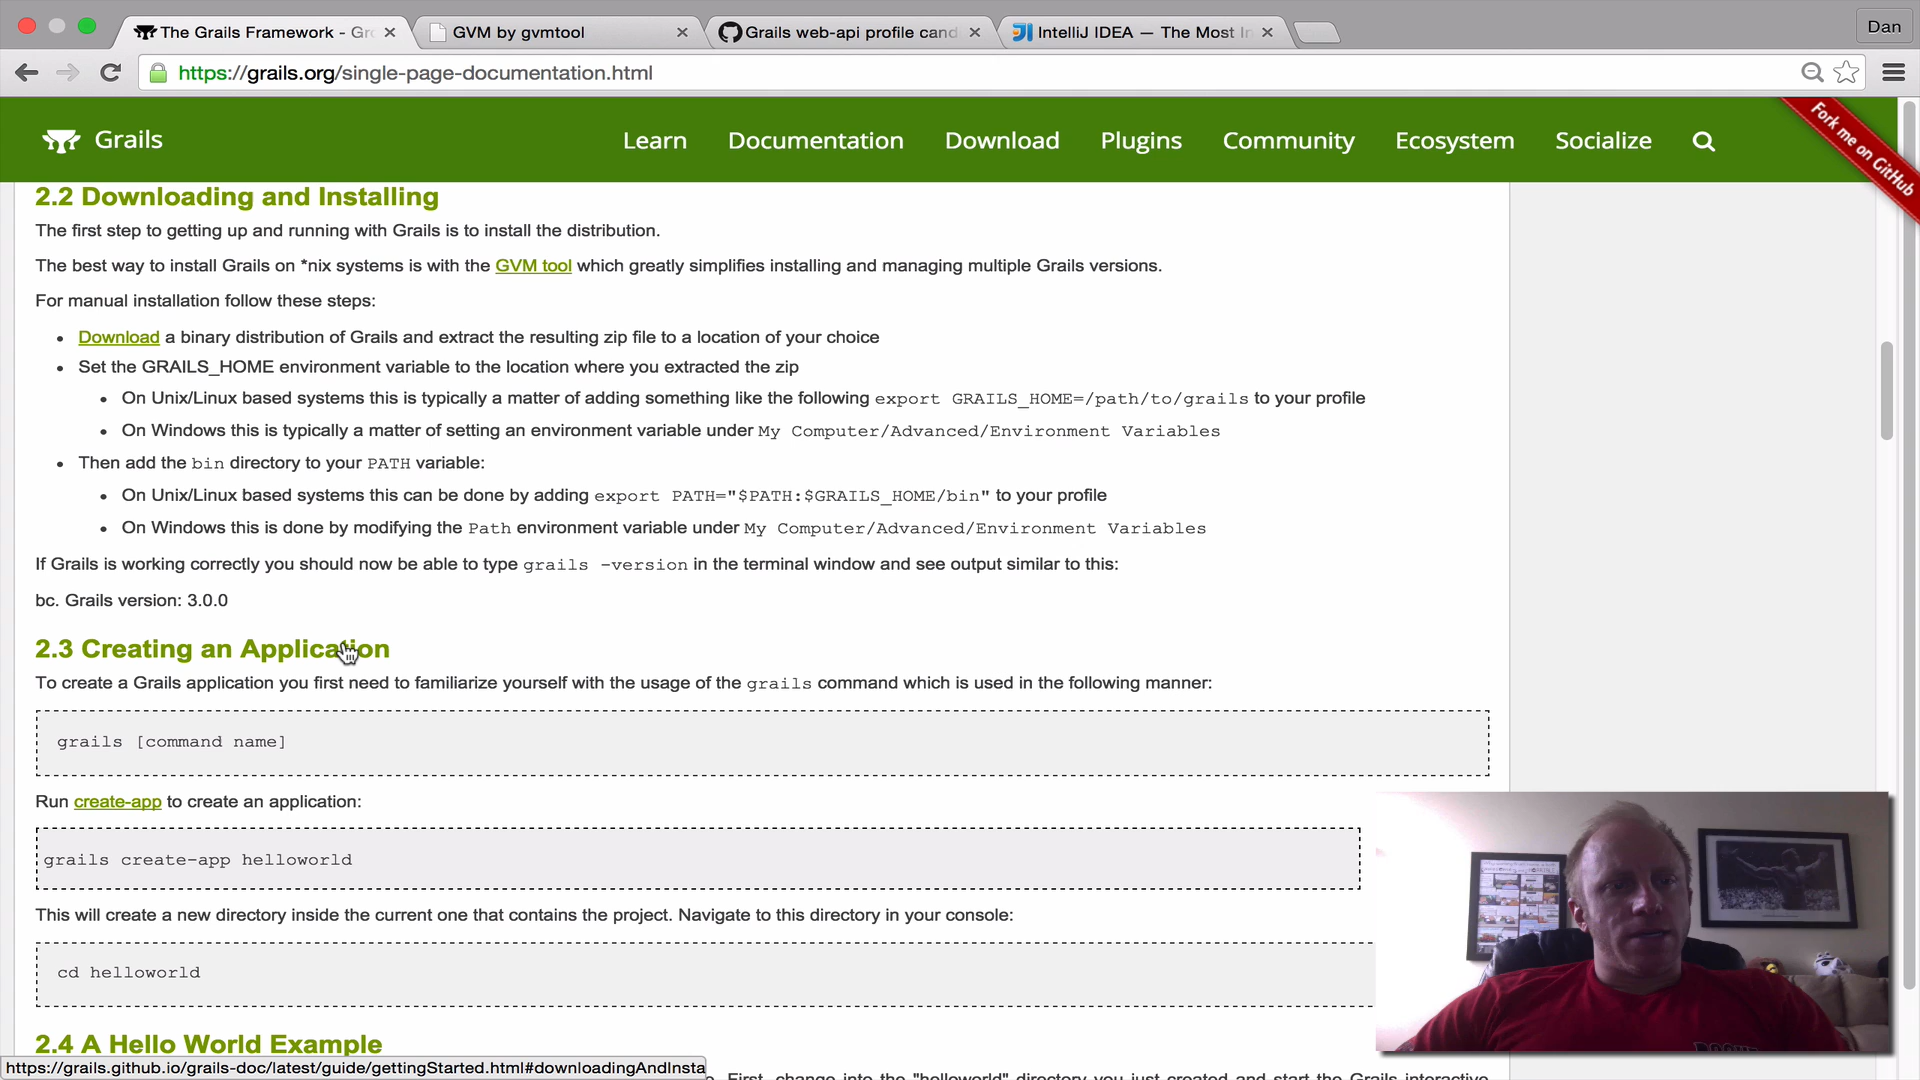 The Grails Framework - Gr
GVM by gvmtool
Grails web-api profile cand
IntelliJ IDEA — The Most In
Dan
https://grails.org/single-page-documentation.html
Grails
Learn
Documentation
Download
Plugins
Community
Ecosystem
Socialize
Fork me on GitHub
2.2 Downloading and Installing
The first step to getting up and running with Grails is to install the distribution.
The best way to install Grails on *nix systems is with the GVM tool which greatly simplifies installing and managing multiple Grails versions.
For manual installation follow these steps:
• Download a binary distribution of Grails and extract the resulting zip file to a location of your choice
• Set the GRAILS_HOME environment variable to the location where you extracted the zip
• On Unix/Linux based systems this is typically a matter of adding something like the following export GRAILS_HOME=/path/to/grails to your profile
• On Windows this is typically a matter of setting an environment variable under My Computer/Advanced/Environment Variables
• Then add the bin directory to your PATH variable:
• On Unix/Linux based systems this can be done by adding export PATH="$PATH:$GRAILS_HOME/bin" to your profile
• On Windows this is done by modifying the Path environment variable under My Computer/Advanced/Environment Variables
If Grails is working correctly you should now be able to type grails -version in the terminal window and see output similar to this:
bc. Grails version: 3.0.0
2.3 Creating an Application
To create a Grails application you first need to familiarize yourself with the usage of the grails command which is used in the following manner:
grails [command name]
Run create-app to create an application:
grails create-app helloworld
This will create a new directory inside the current one that contains the project. Navigate to this directory in your console:
cd helloworld
2.4 A Hello World Example
https://grails.github.io/grails-doc/latest/guide/gettingStarted.html#downloadingAndInsta
First, change into the "helloworld" directory you just created and start the Grails interactive